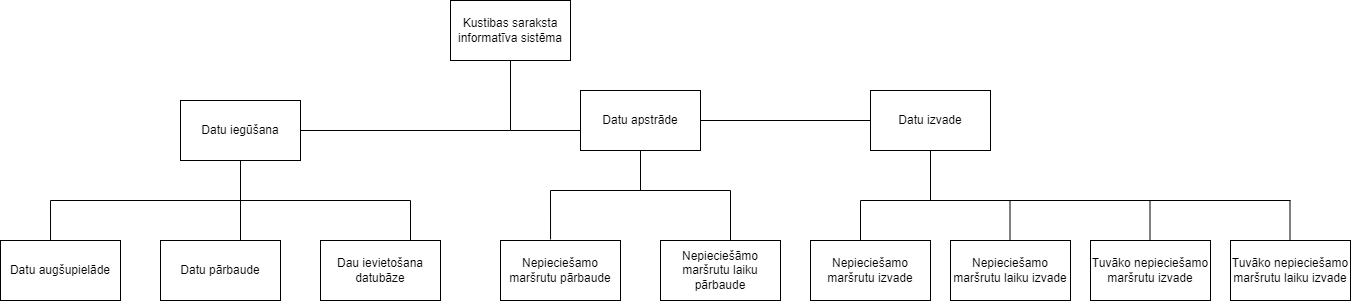 Kustibas saraksta
informatīva sistēma
Datu iegūšana
Datu apstrāde
Datu izvade
Datu augšupielāde
Datu pārbaude
Dau ievietošana
datubāze
Nepieciešamo
maršrutu pārbaude
Nepieciešāmo
maršrutu laiku
pārbaude
Nepieciešamo
maršrutu izvade
Nepieciešamo
maršrutu laiku izvade
Tuvāko nepieciešamo
maršrutu izvade
Tuvāko nepieciešamo
maršrutu laiku izvade